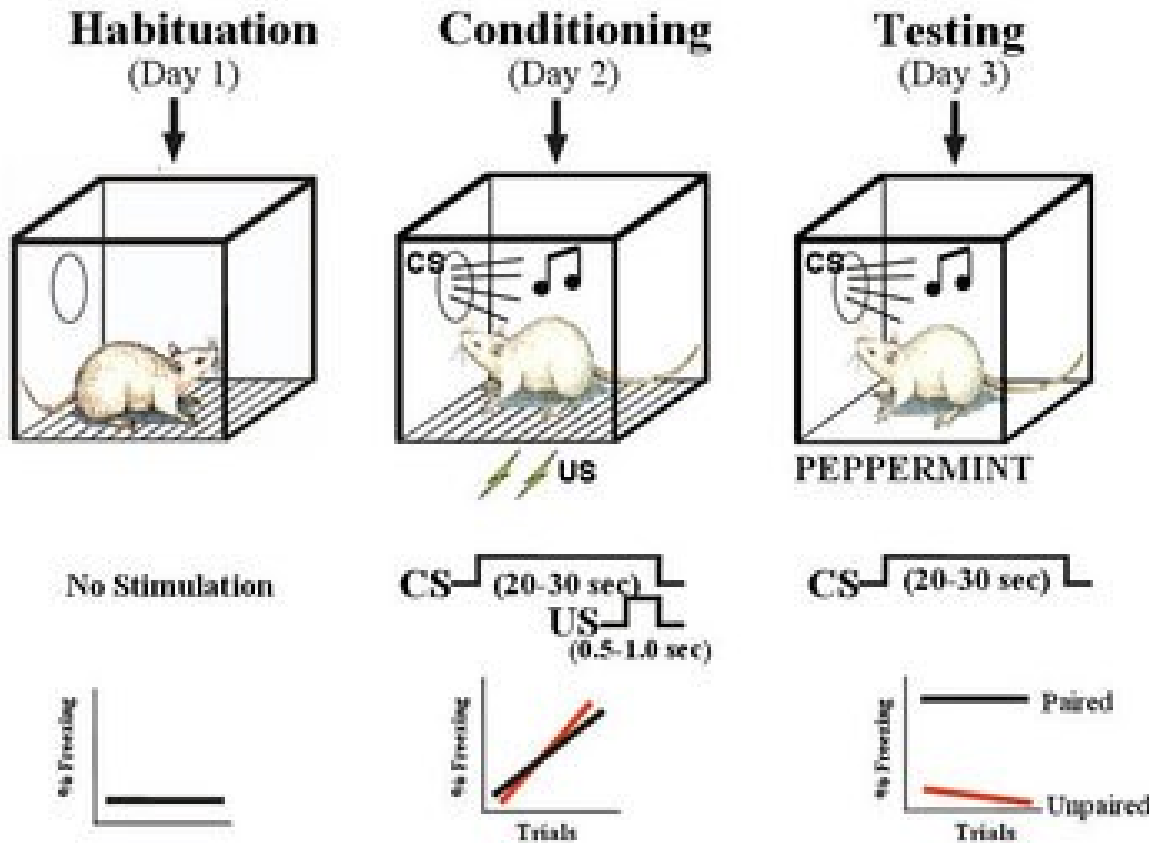 Habituation
(Day 1)
Conditioning
(Day 2)
Testing
(Day 3)
CS
US
CS
PEPPERMINT
No Stimulation
CS (20-30 sec)
US
(0.5-1.0 sec)
CS (20-30 sec)
% Freezing
% Freezing
Trials
% Freezing
Paired
Unpaired
Trials